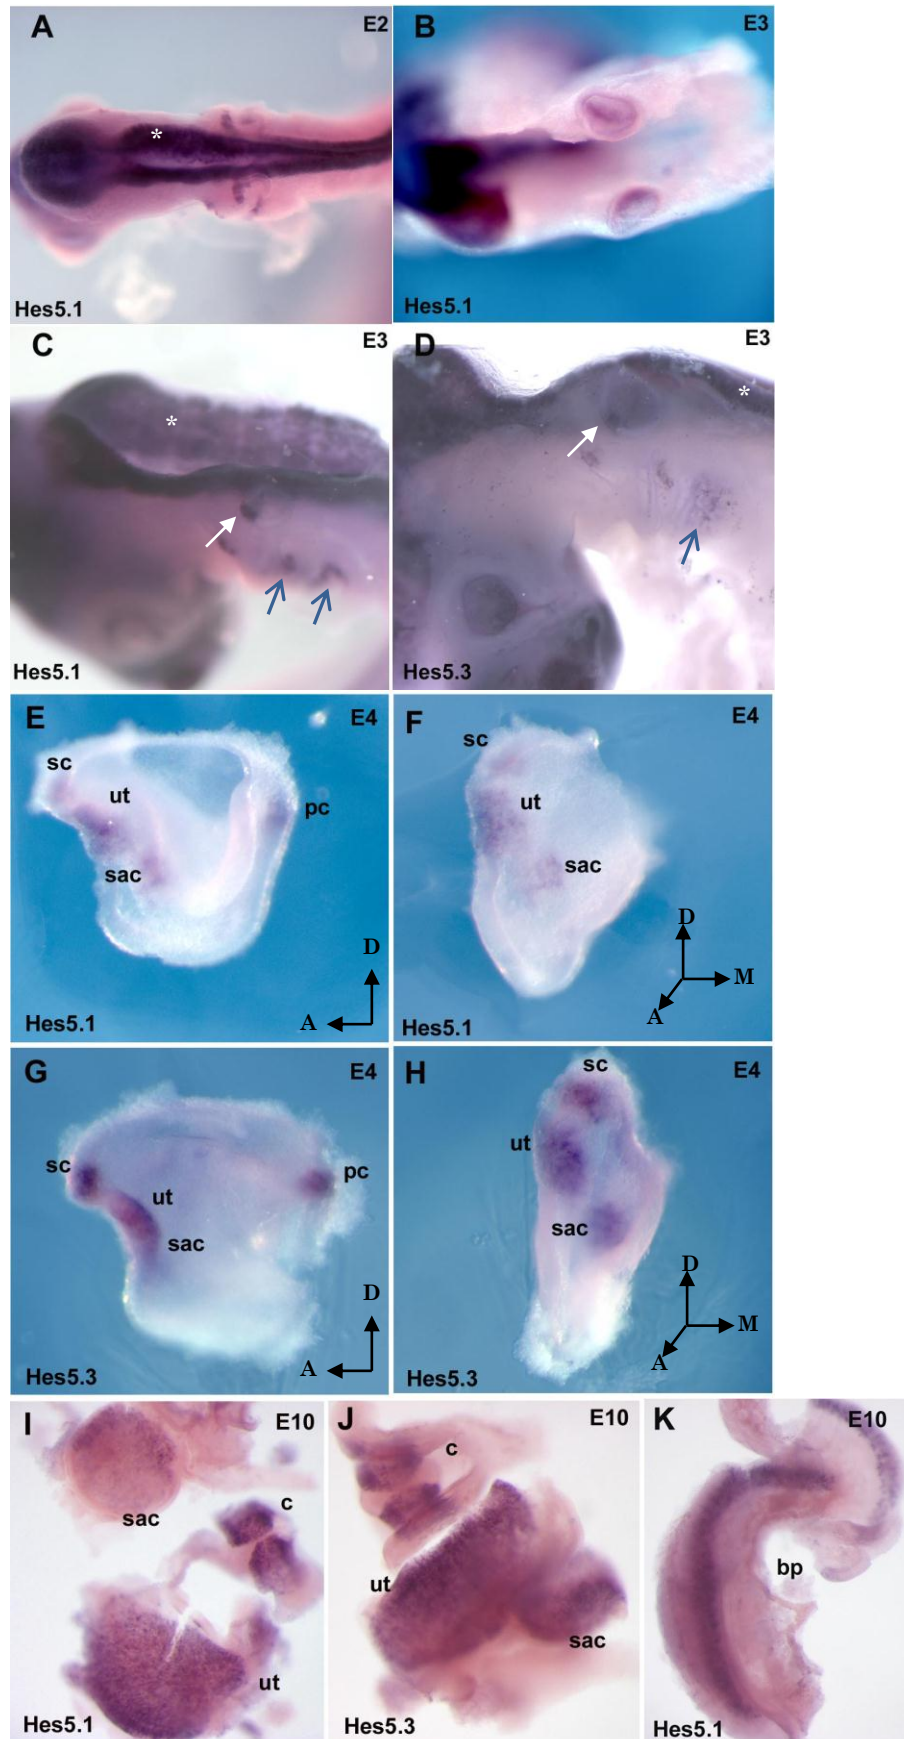 A E2
*
Hes5.1
B E3
Hes5.1
C E3
*
Hes5.1
D E3
*
Hes5.3
E E4
sc
ut
pc
sac
D
A
Hes5.1
F E4
sc
ut
sac
D
M
A
Hes5.1
G E4
sc
pc
ut
sac
D
A
Hes5.3
H E4
sc
ut
sac
D
M
A
Hes5.3
I E10
sac
c
ut
Hes5.1
J E10
c
ut
sac
Hes5.3
K E10
bp
Hes5.1